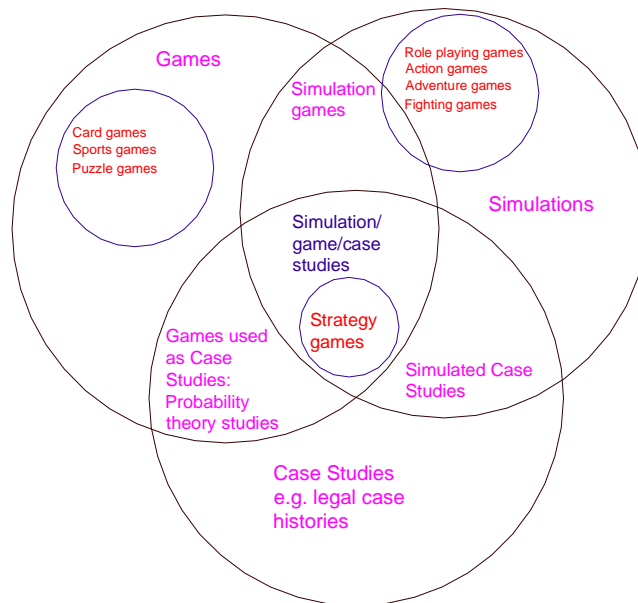 Games
Role playing games
Action games
Adventure games
Fighting games
Simulation
games
Card games
Sports games
Puzzle games
Simulations
Simulation/
game/case
studies
Strategy
games
Games used
as Case
Studies:
Probability
theory studies
Simulated Case
Studies
Case Studies
e.g. legal case
histories